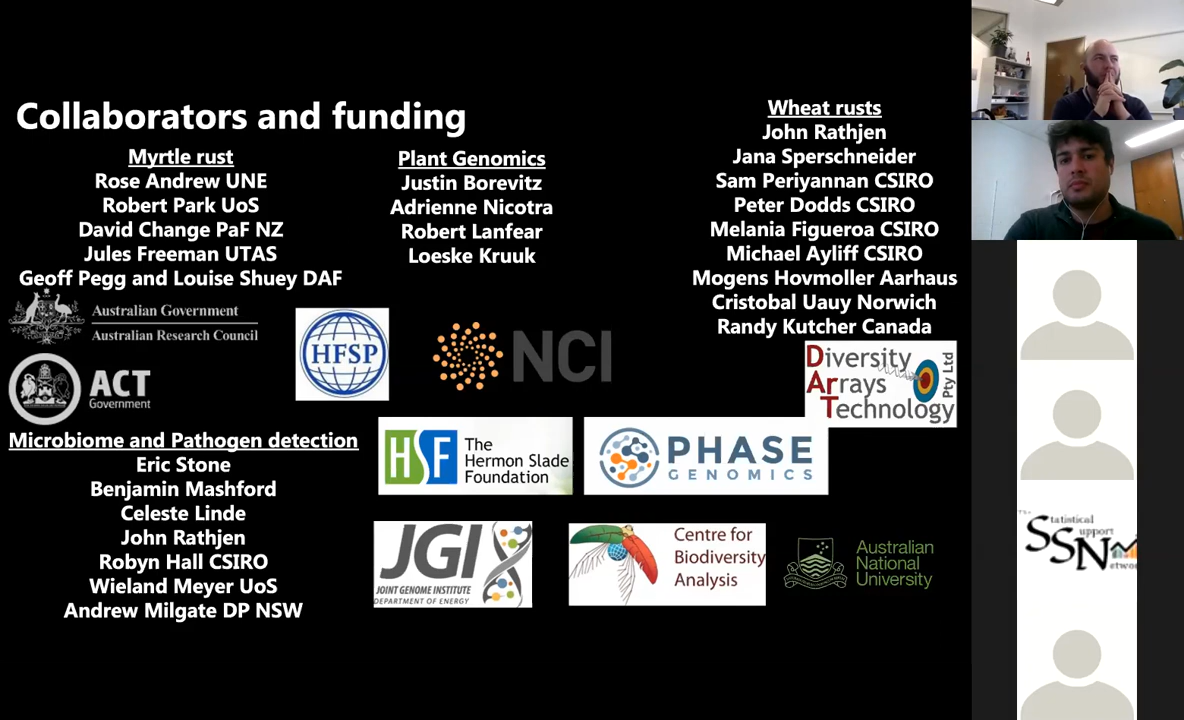 Collaborators and funding
Myrtle rust
Rose Andrew UNE
Robert Park UoS
David Change PaF NZ
Jules Freeman UTAS
Geoff Pegg and Louise Shuey DAF
Plant Genomics
Justin Borevitz
Adrienne Nicotra
Robert Lanfear
Loeske Kruuk
Wheat rusts
John Rathjen
Jana Sperschneider
Sam Periyannan CSIRO
Peter Dodds CSIRO
Melania Figueroa CSIRO
Michael Ayliff CSIRO
Mogens Hovmoller Aarhaus
Cristobal Uauy Norwich
Randy Kutcher Canada
Australian Government
Australian Research Council
HFSP
NCI
Diversity
Arrays
Technology
Pty Ltd
ACT
Government
Microbiome and Pathogen detection
Eric Stone
Benjamin Mashford
Celeste Linde
John Rathjen
Robyn Hall CSIRO
Wieland Meyer UoS
Andrew Milgate DP NSW
HSF
The
Hermon Slade
Foundation
PHASE
GENOMICS
JGI
JOINT GENOME INSTITUTE
DEPARTMENT OF ENERGY
Centre for
Biodiversity
Analysis
Australian
National
University
The
Statistical
Support
Networ